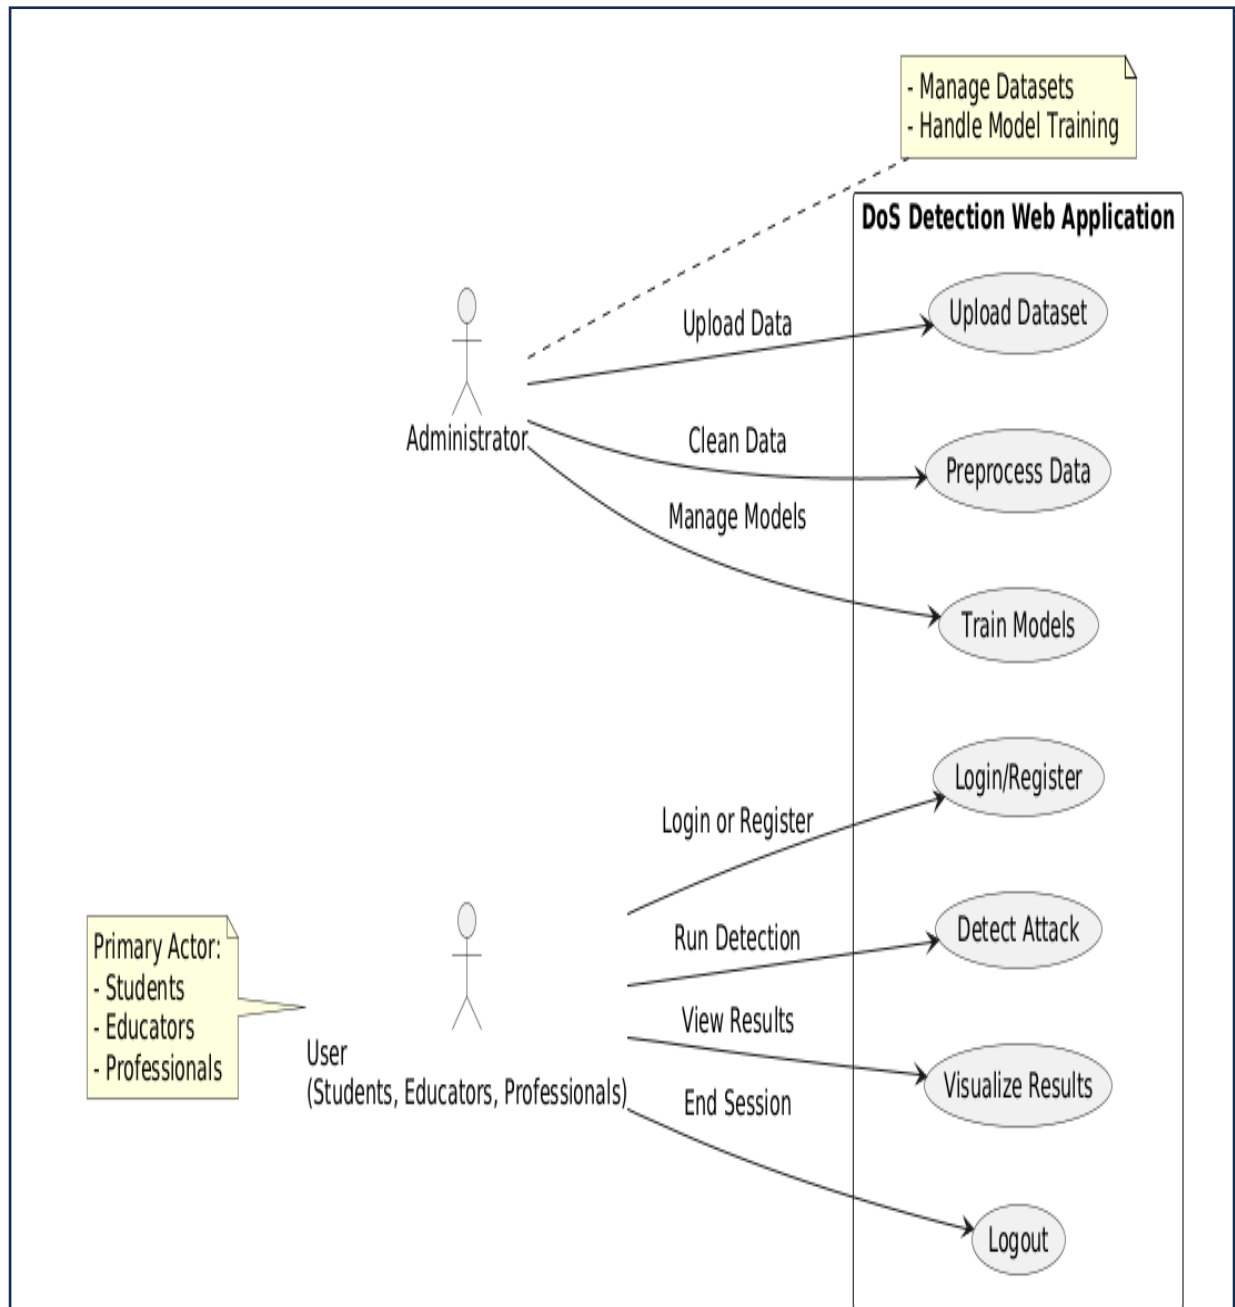 - Manage Datasets
- Handle Model Training
DoS Detection Web Application
Upload Data
Upload Dataset
Administrator
Clean Data
Preprocess Data
Manage Models
Train Models
Login or Register
Login/Register
Primary Actor:
- Students
- Educators
- Professionals
User
(Students, Educators, Professionals)
Run Detection
Detect Attack
View Results
Visualize Results
End Session
Logout